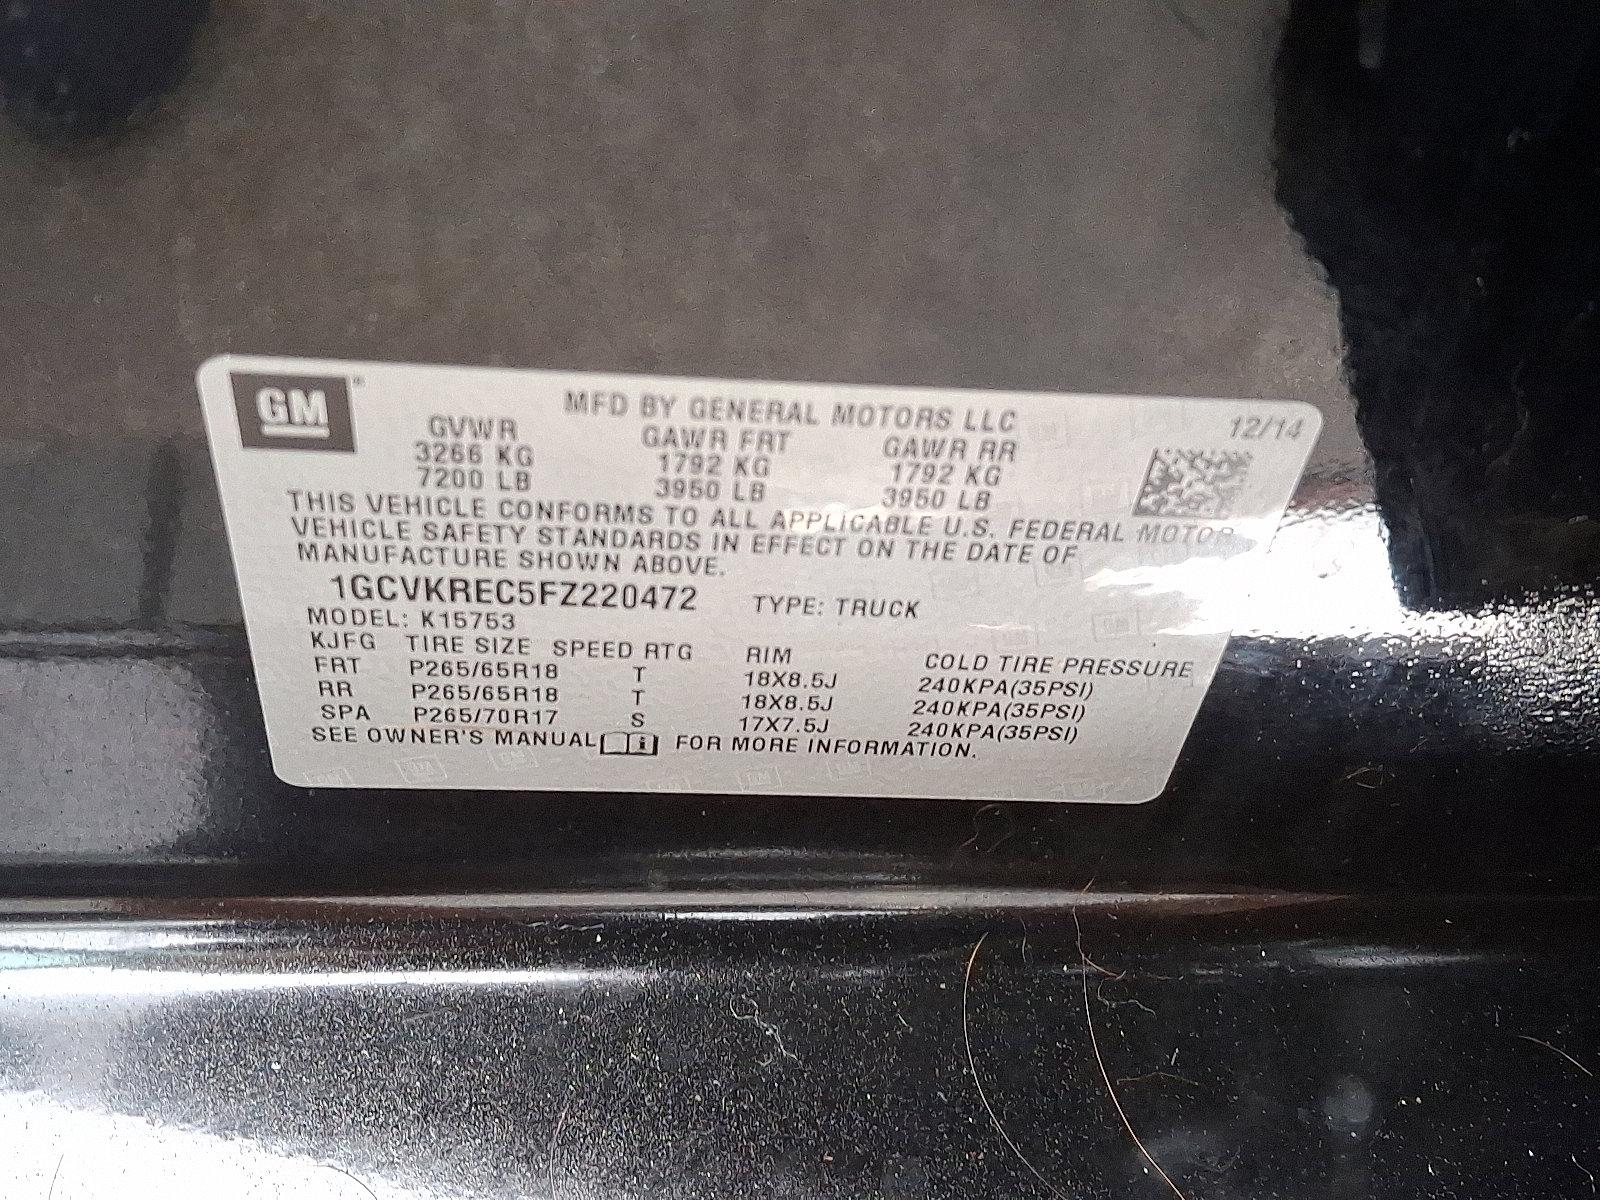 GM
MFD BY GENERAL MOTORS LLC 12/14
GVWR GAWR FRT GAWR RR
3266 KG 1792 KG 1792 KG
7200 LB 3950 LB 3950 LB
THIS VEHICLE CONFORMS TO ALL APPLICABLE U.S. FEDERAL MOTOR
VEHICLE SAFETY STANDARDS IN EFFECT ON THE DATE OF
MANUFACTURE SHOWN ABOVE.
1GCVKREC5FZ220472 TYPE: TRUCK
MODEL: K15753
KJFG TIRE SIZE SPEED RTG RIM COLD TIRE PRESSURE
FRT P265/65R18 T 18X8.5J 240KPA(35PSI)
RR P265/65R18 T 18X8.5J 240KPA(35PSI)
SPA P265/70R17 S 17X7.5J 240KPA(35PSI)
SEE OWNER'S MANUAL FOR MORE INFORMATION.